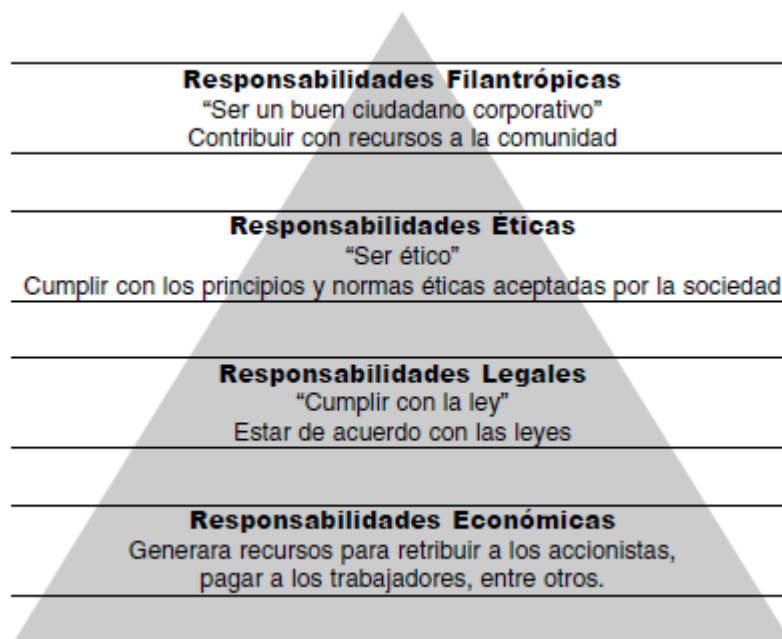 Responsabilidades Filantrópicas
“Ser un buen ciudadano corporativo”
Contribuir con recursos a la comunidad
Responsabilidades Éticas
“Ser ético”
Cumplir con los principios y normas éticas aceptadas por la sociedad
Responsabilidades Legales
“Cumplir con la ley”
Estar de acuerdo con las leyes
Responsabilidades Económicas
Generara recursos para retribuir a los accionistas,
pagar a los trabajadores, entre otros.